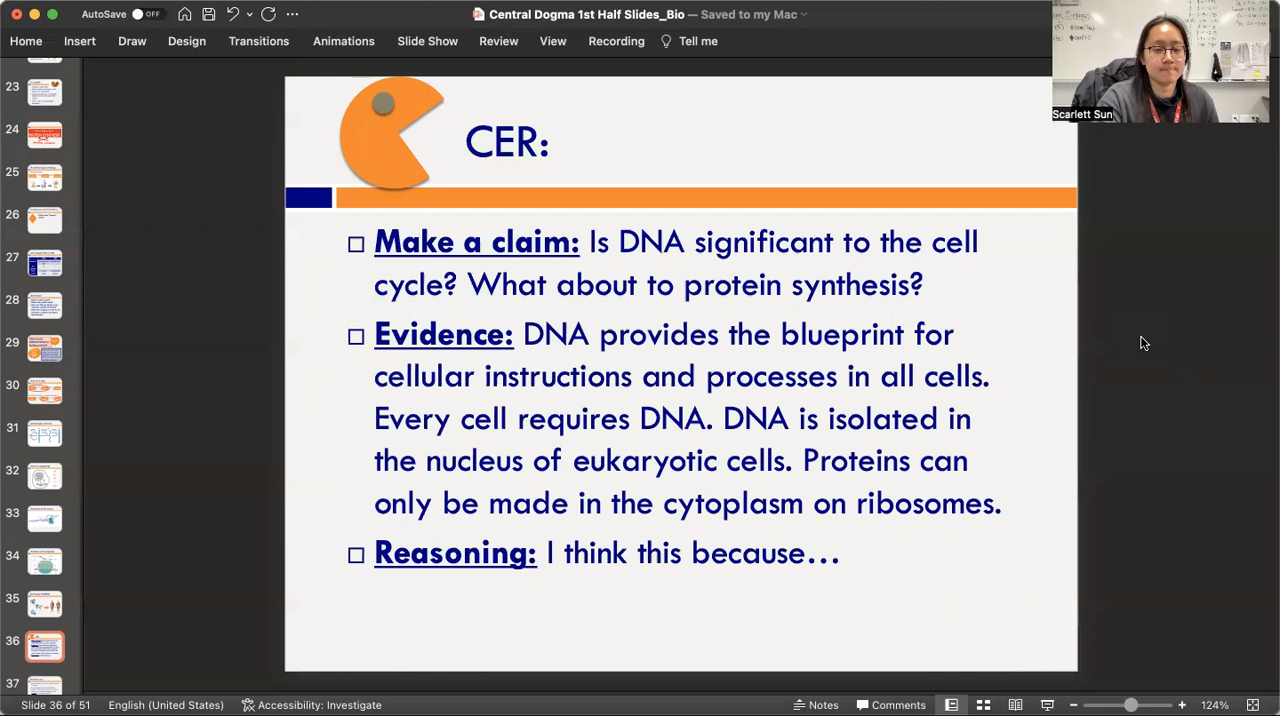 AutoSave OFF
Central Dogma 1st Half Slides_Bio — Saved to my Mac
Home Insert Draw Design Transitions Animations Slide Show Review View Recording Tell me
Scarlett Sun
CER:
Make a claim: Is DNA significant to the cell
cycle? What about to protein synthesis?
Evidence: DNA provides the blueprint for
cellular instructions and processes in all cells.
Every cell requires DNA. DNA is isolated in
the nucleus of eukaryotic cells. Proteins can
only be made in the cytoplasm on ribosomes.
Reasoning: I think this because...
23
24
25
26
27
28
29
30
31
32
33
34
35
36
37
Slide 36 of 51 English (United States) Accessibility: Investigate Notes Comments 124%